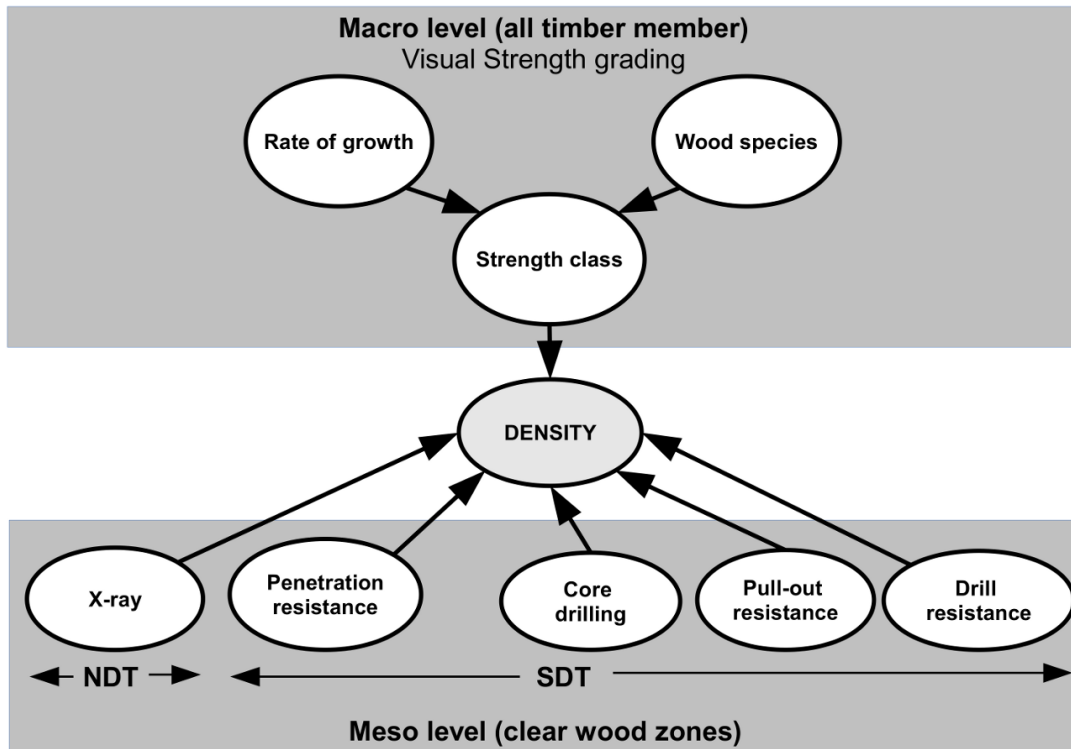 Macro level (all timber member)
Visual Strength grading
Rate of growth
Wood species
Strength class
DENSITY
X-ray
Penetration
resistance
Core
drilling
Pull-out
resistance
Drill
resistance
NDT
SDT
Meso level (clear wood zones)